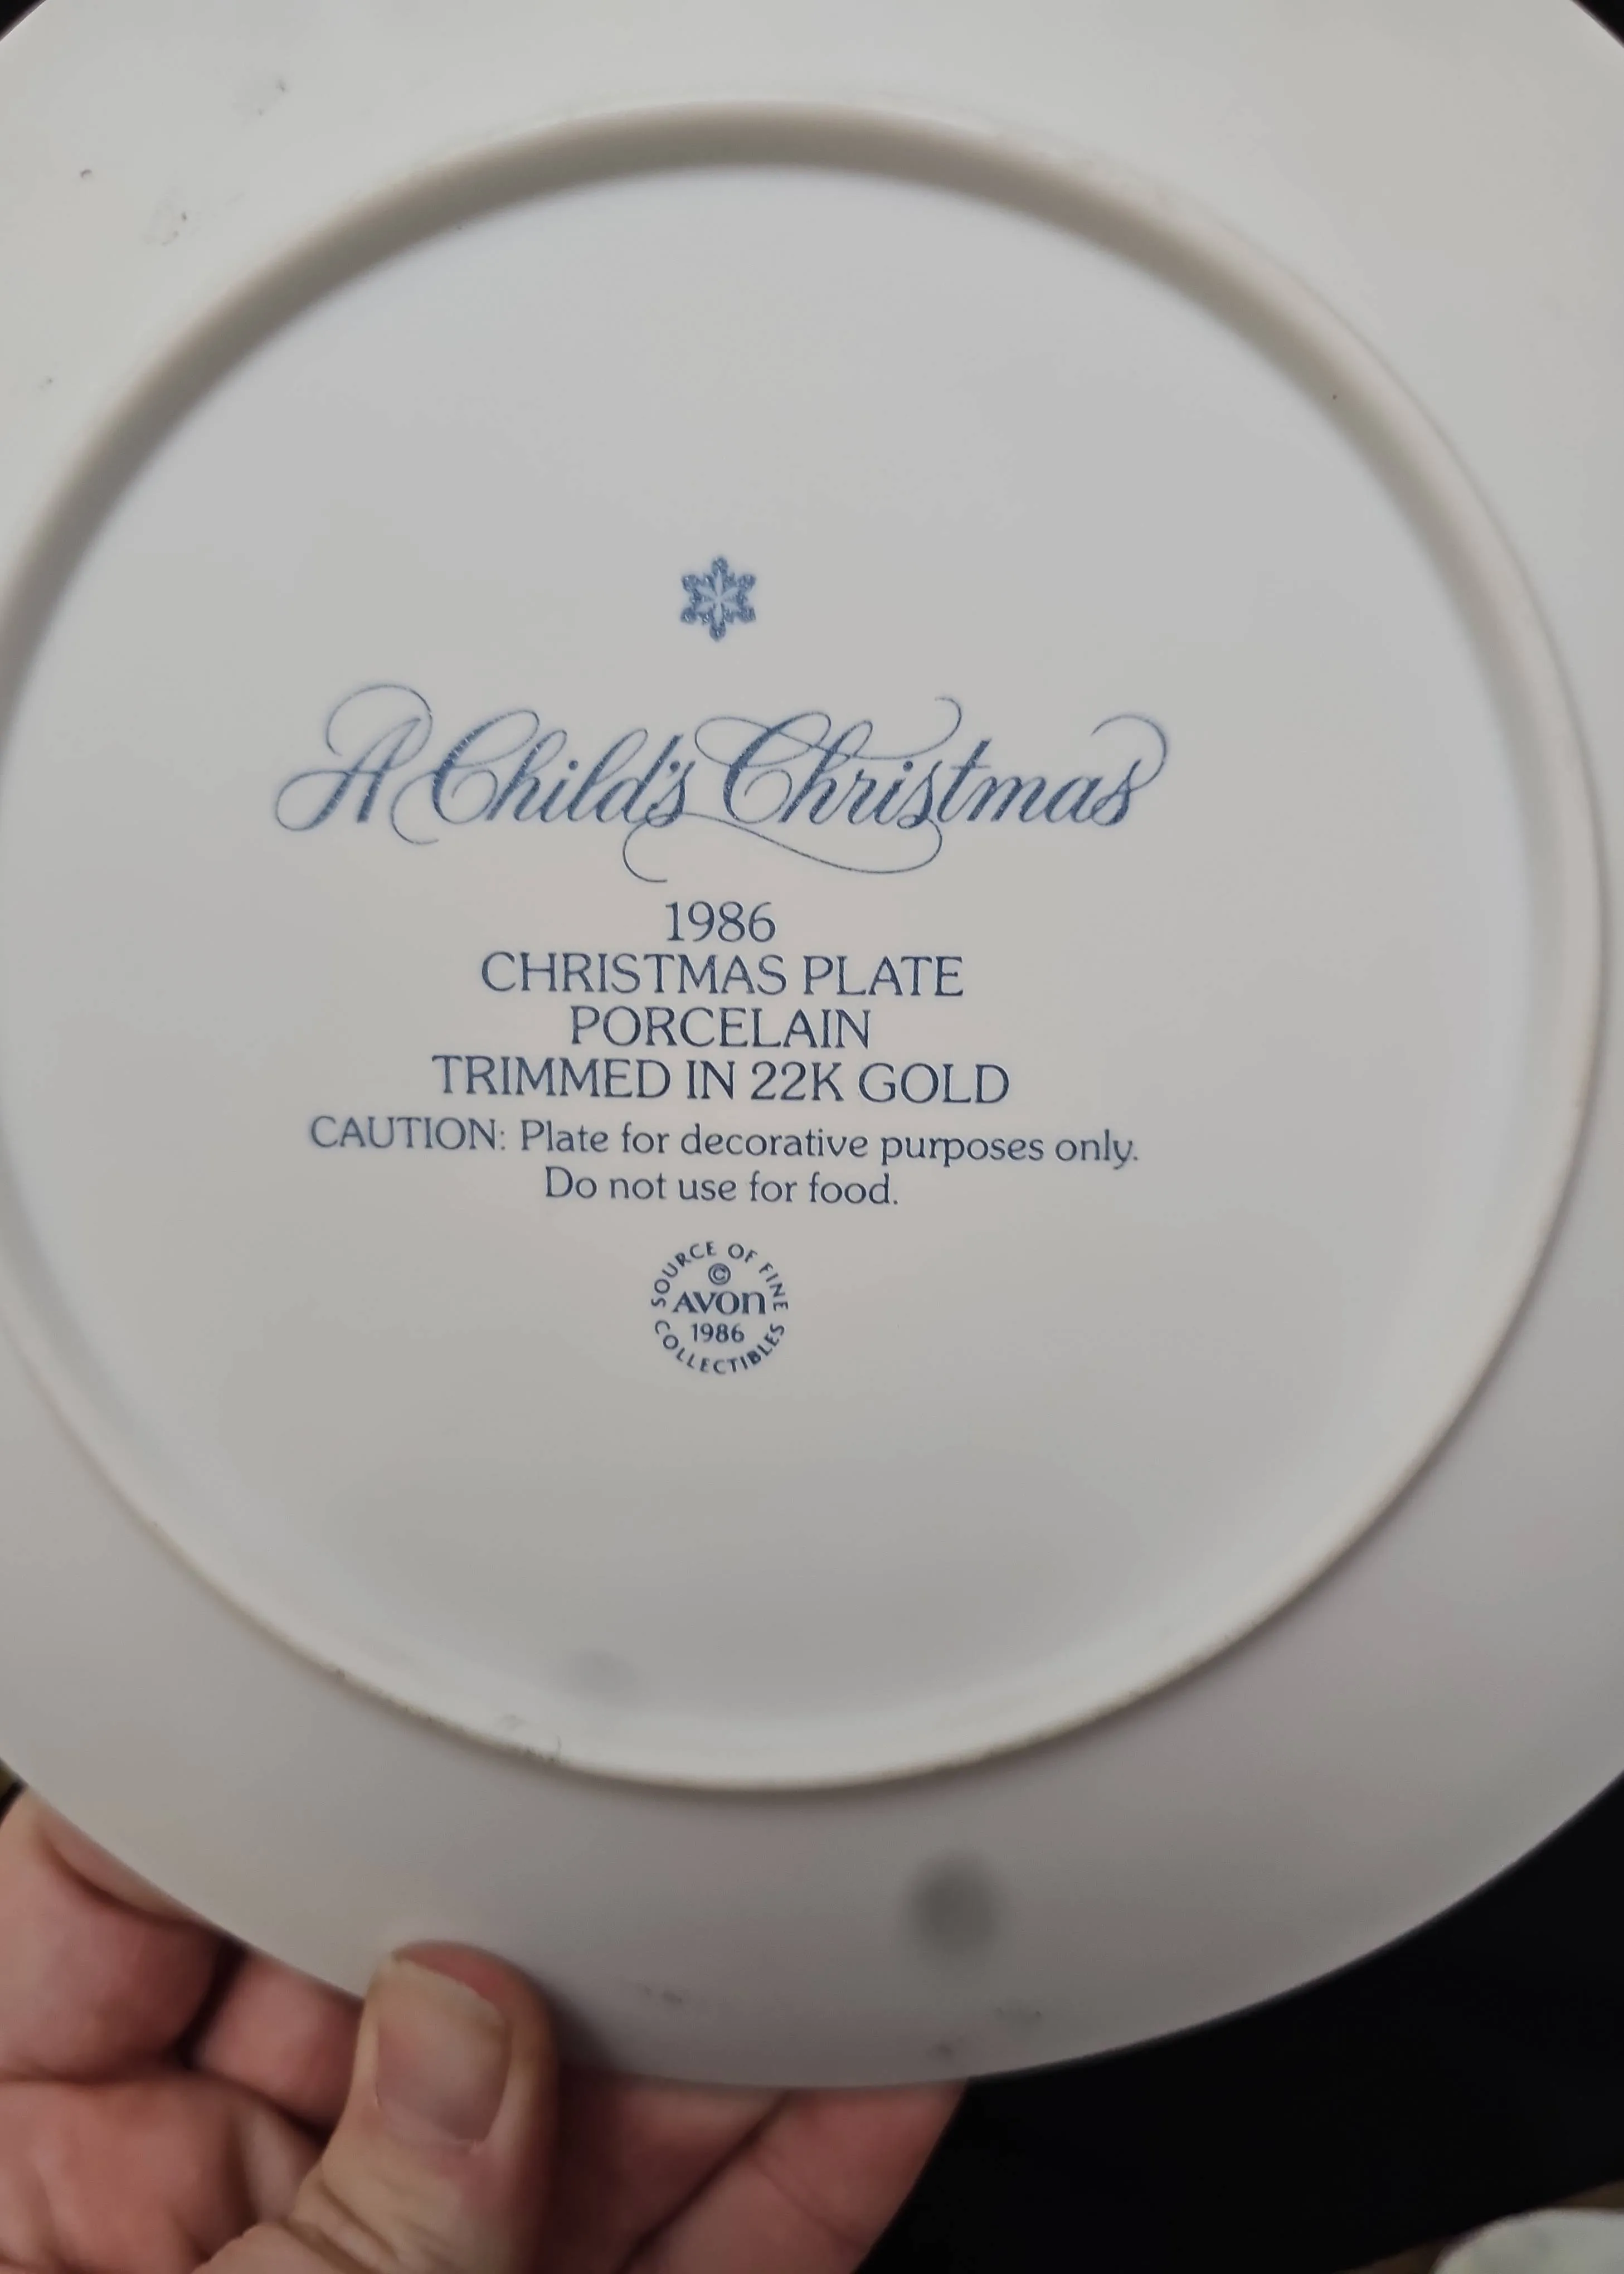 A Child's Christmas
1986
CHRISTMAS PLATE
PORCELAIN
TRIMMED IN 22K GOLD
CAUTION: Plate for decorative purposes only.
Do not use for food.
SOURCE OF FINE
©
AVON
1986
COLLECTIBLES